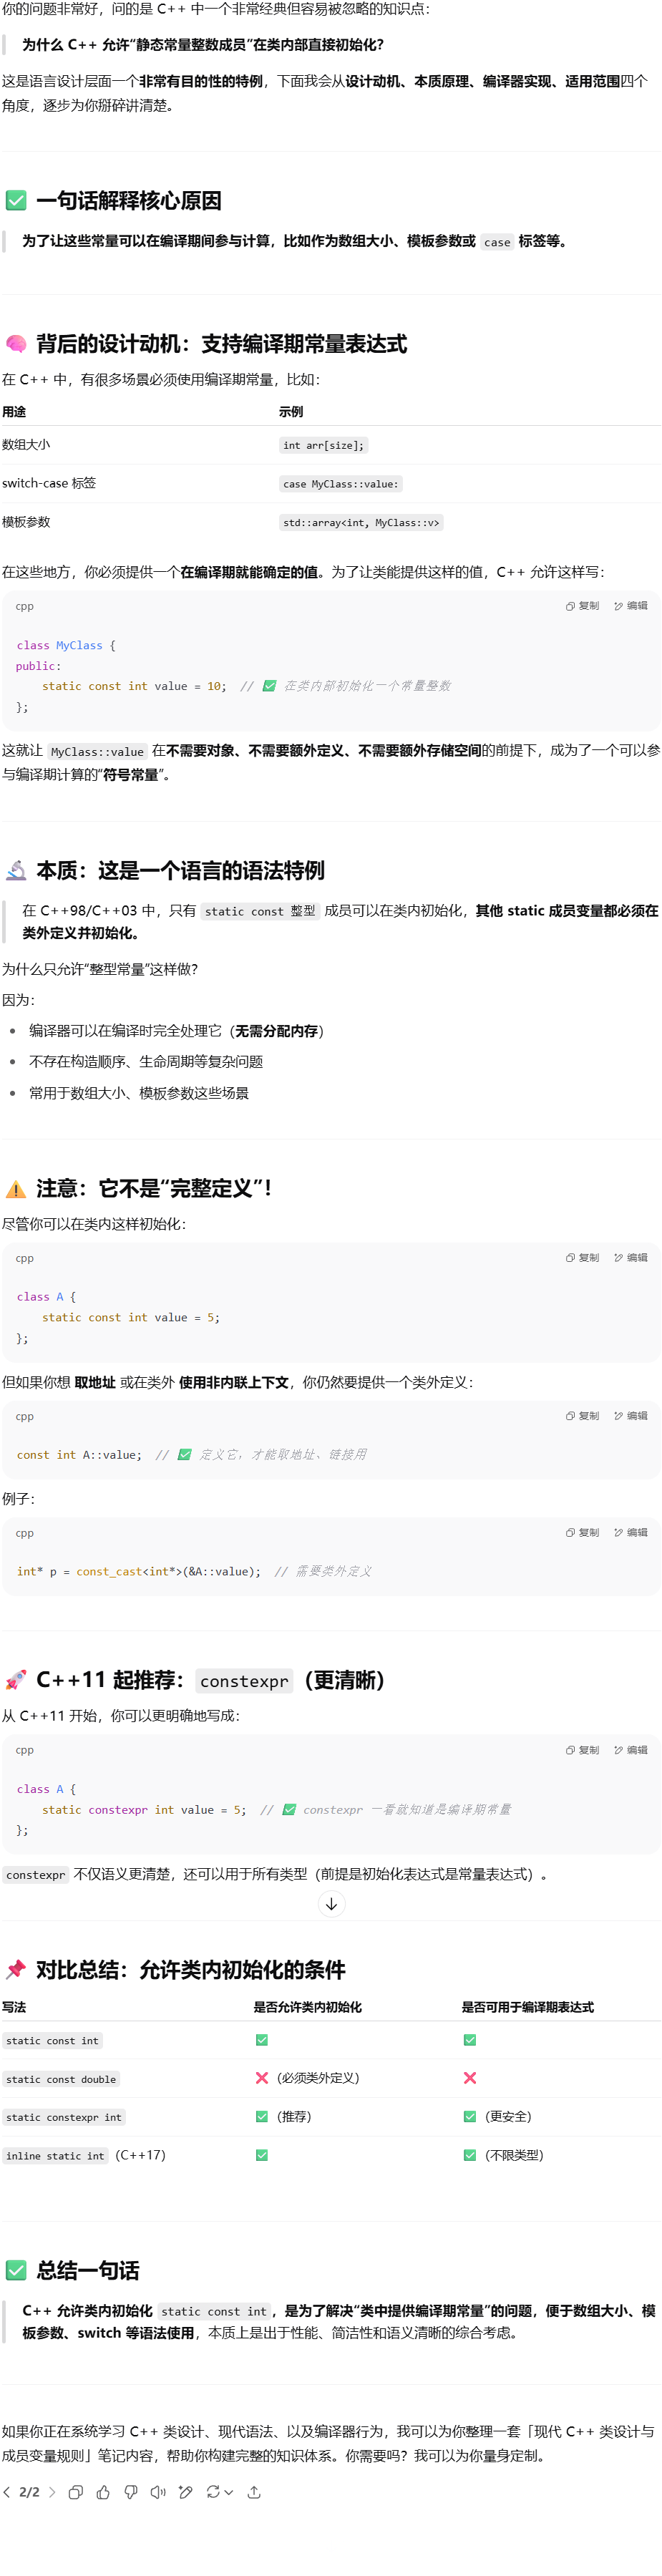 你的问题非常好，问的是 C++ 中一个非常经典但容易被忽略的知识点：
为什么 C++ 允许“静态常量整数成员”在类内部直接初始化？
这是语言设计层面一个非常有目的性的特例，下面我会从设计动机、本质原理、编译器实现、适用范围四个
角度，逐步为你掰碎讲清楚。
✅ 一句话解释核心原因
为了让这些常量可以在编译期间参与计算，比如作为数组大小、模板参数或 case 标签等。
🧠 背后的设计动机：支持编译期常量表达式
在 C++ 中，有很多场景必须使用编译期常量，比如：
用途 示例
数组大小 int arr[size];
switch-case 标签 case MyClass::value:
模板参数 std::array<int, MyClass::v>
在这些地方，你必须提供一个在编译期就能确定的值。为了让类能提供这样的值，C++ 允许这样写：
cpp 复制 编辑
class MyClass {
public:
    static const int value = 10;  // ✅ 在类内部初始化一个常量整数
};
这就让 MyClass::value 在不需要对象、不需要额外定义、不需要额外存储空间的前提下，成为了一个可以参
与编译期计算的“符号常量”。
🔬 本质：这是一个语言的语法特例
在 C++98/C++03 中，只有 static const 整型 成员可以在类内初始化，其他 static 成员变量都必须在
类外定义并初始化。
为什么只允许“整型常量”这样做？
因为：
• 编译器可以在编译时完全处理它（无需分配内存）
• 不存在构造顺序、生命周期等复杂问题
• 常用于数组大小、模板参数这些场景
⚠️ 注意：它不是“完整定义”！
尽管你可以在类内这样初始化：
cpp 复制 编辑
class A {
    static const int value = 5;
};
但如果你想 取地址 或在类外 使用非内联上下文，你仍然要提供一个类外定义：
cpp 复制 编辑
const int A::value;  // ✅ 定义它，才能取地址、链接用
例子：
cpp 复制 编辑
int* p = const_cast<int*>(&A::value);  // 需要类外定义
🚀 C++11 起推荐：constexpr（更清晰）
从 C++11 开始，你可以更明确地写成：
cpp 复制 编辑
class A {
    static constexpr int value = 5;  // ✅ constexpr 一看就知道是编译期常量
};
constexpr 不仅语义更清楚，还可以用于所有类型（前提是初始化表达式是常量表达式）。
📌 对比总结：允许类内初始化的条件
写法 是否允许类内初始化 是否可用于编译期表达式
static const int ✅ ✅
static const double ❌（必须类外定义） ❌
static constexpr int ✅（推荐） ✅（更安全）
inline static int（C++17） ✅ ✅（不限类型）
✅ 总结一句话
C++ 允许类内初始化 static const int，是为了解决“类中提供编译期常量”的问题，便于数组大小、模
板参数、switch 等语法使用，本质上是出于性能、简洁性和语义清晰的综合考虑。
如果你正在系统学习 C++ 类设计、现代语法、以及编译器行为，我可以为你整理一套「现代 C++ 类设计与
成员变量规则」笔记内容，帮助你构建完整的知识体系。你需要吗？我可以为你量身定制。
2/2